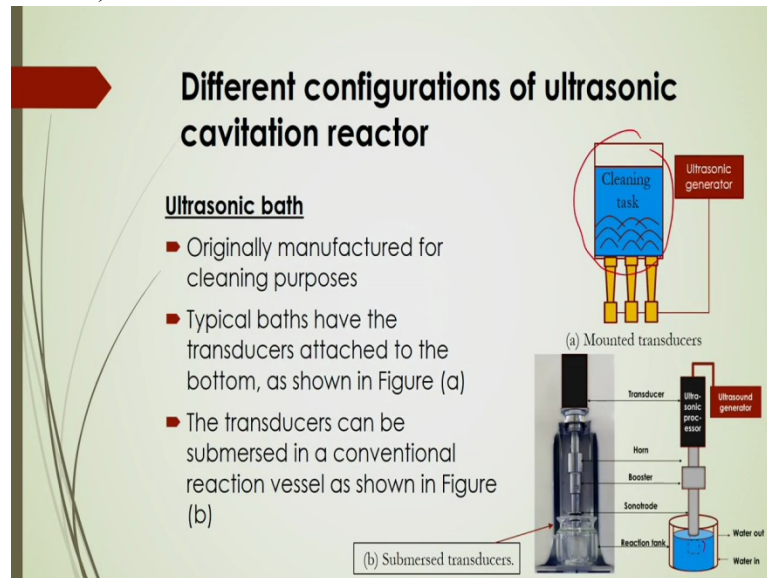 Different configurations of ultrasonic
cavitation reactor
Ultrasonic bath
Originally manufactured for
cleaning purposes
Typical baths have the
transducers attached to the
bottom, as shown in Figure (a)
The transducers can be
submersed in a conventional
reaction vessel as shown in Figure
(b)
Cleaning
task
Ultrasonic
generator
(a) Mounted transducers
Transducer
Ultra-
sonic
proc-
essor
Ultrasound
generator
Horn
Booster
Sonotrode
Reaction tank
Water out
Water in
(b) Submersed transducers.